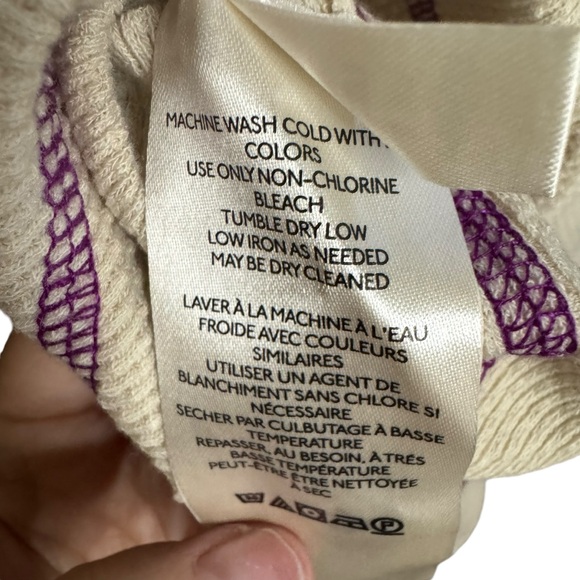 MACHINE WASH COLD WITH
COLORS
USE ONLY NON-CHLORINE
BLEACH
TUMBLE DRY LOW
LOW IRON AS NEEDED
MAY BE DRY CLEANED
LAVER À LA MACHINE À L'EAU
FROIDE AVEC COULEURS
SIMILAIRES
UTILISER UN AGENT DE
BLANCHIMENT SANS CHLORE SI
NÉCESSAIRE
SECHER PAR CULBUTAGE À BASSE
TEMPERATURE
REPASSER, AU BESOIN, À TRÉS
BASSE TEMPÉRATURE
PEUT-ÊTRE ÊTRE NETTOYÉE
À SEC